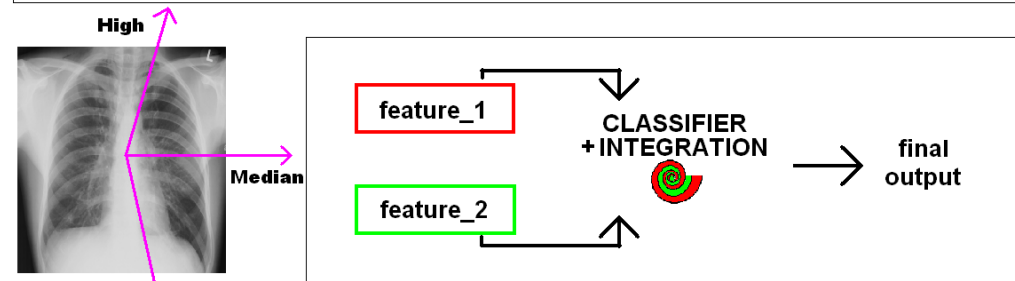 High
L
Median
feature_1
feature_2
CLASSIFIER
+ INTEGRATION
final
output